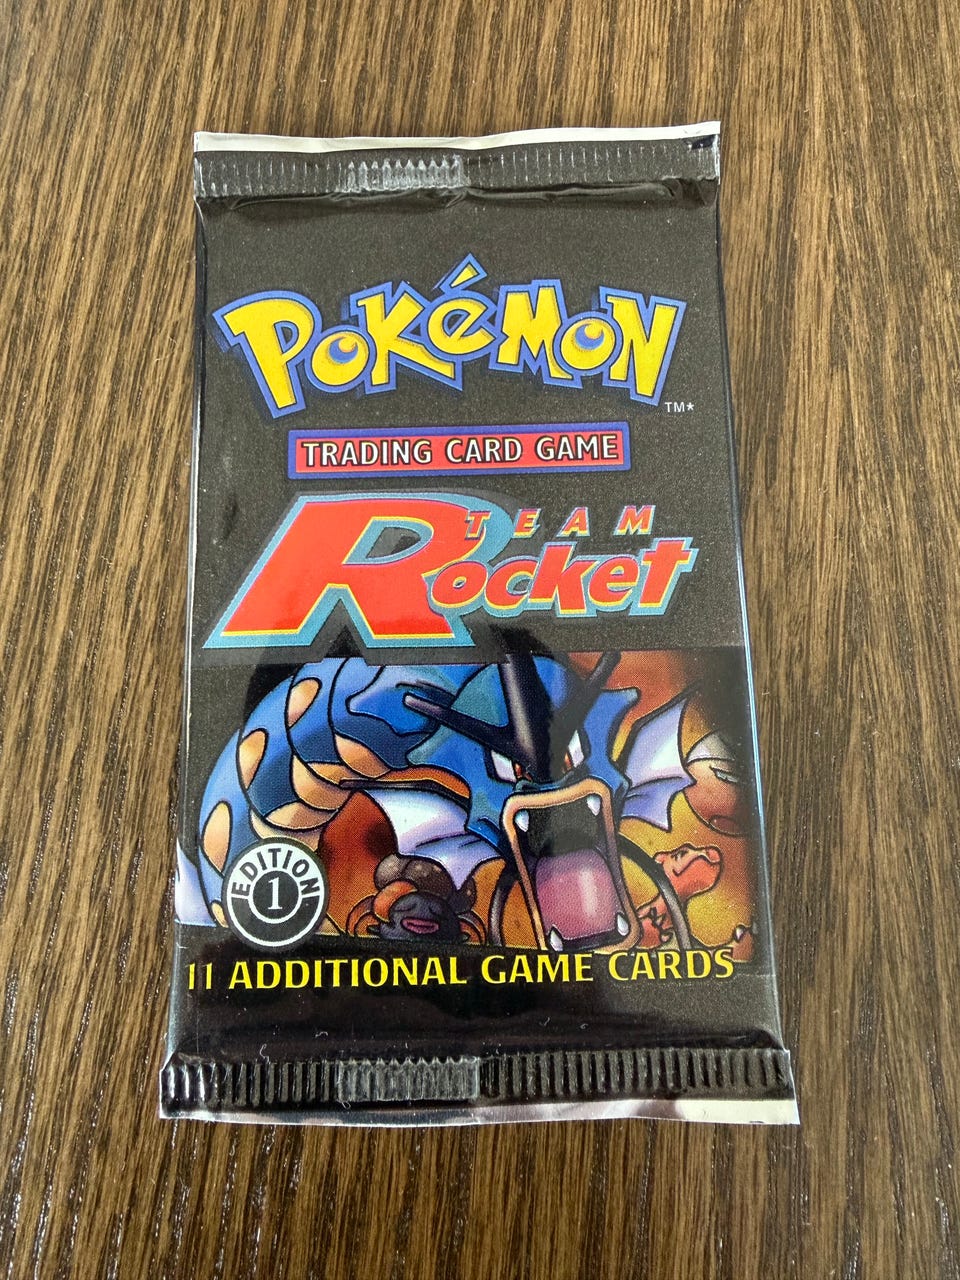 POKéMON
TM*
TRADING CARD GAME
TEAM
Rocket
EDITION
1
11 ADDITIONAL GAME CARDS